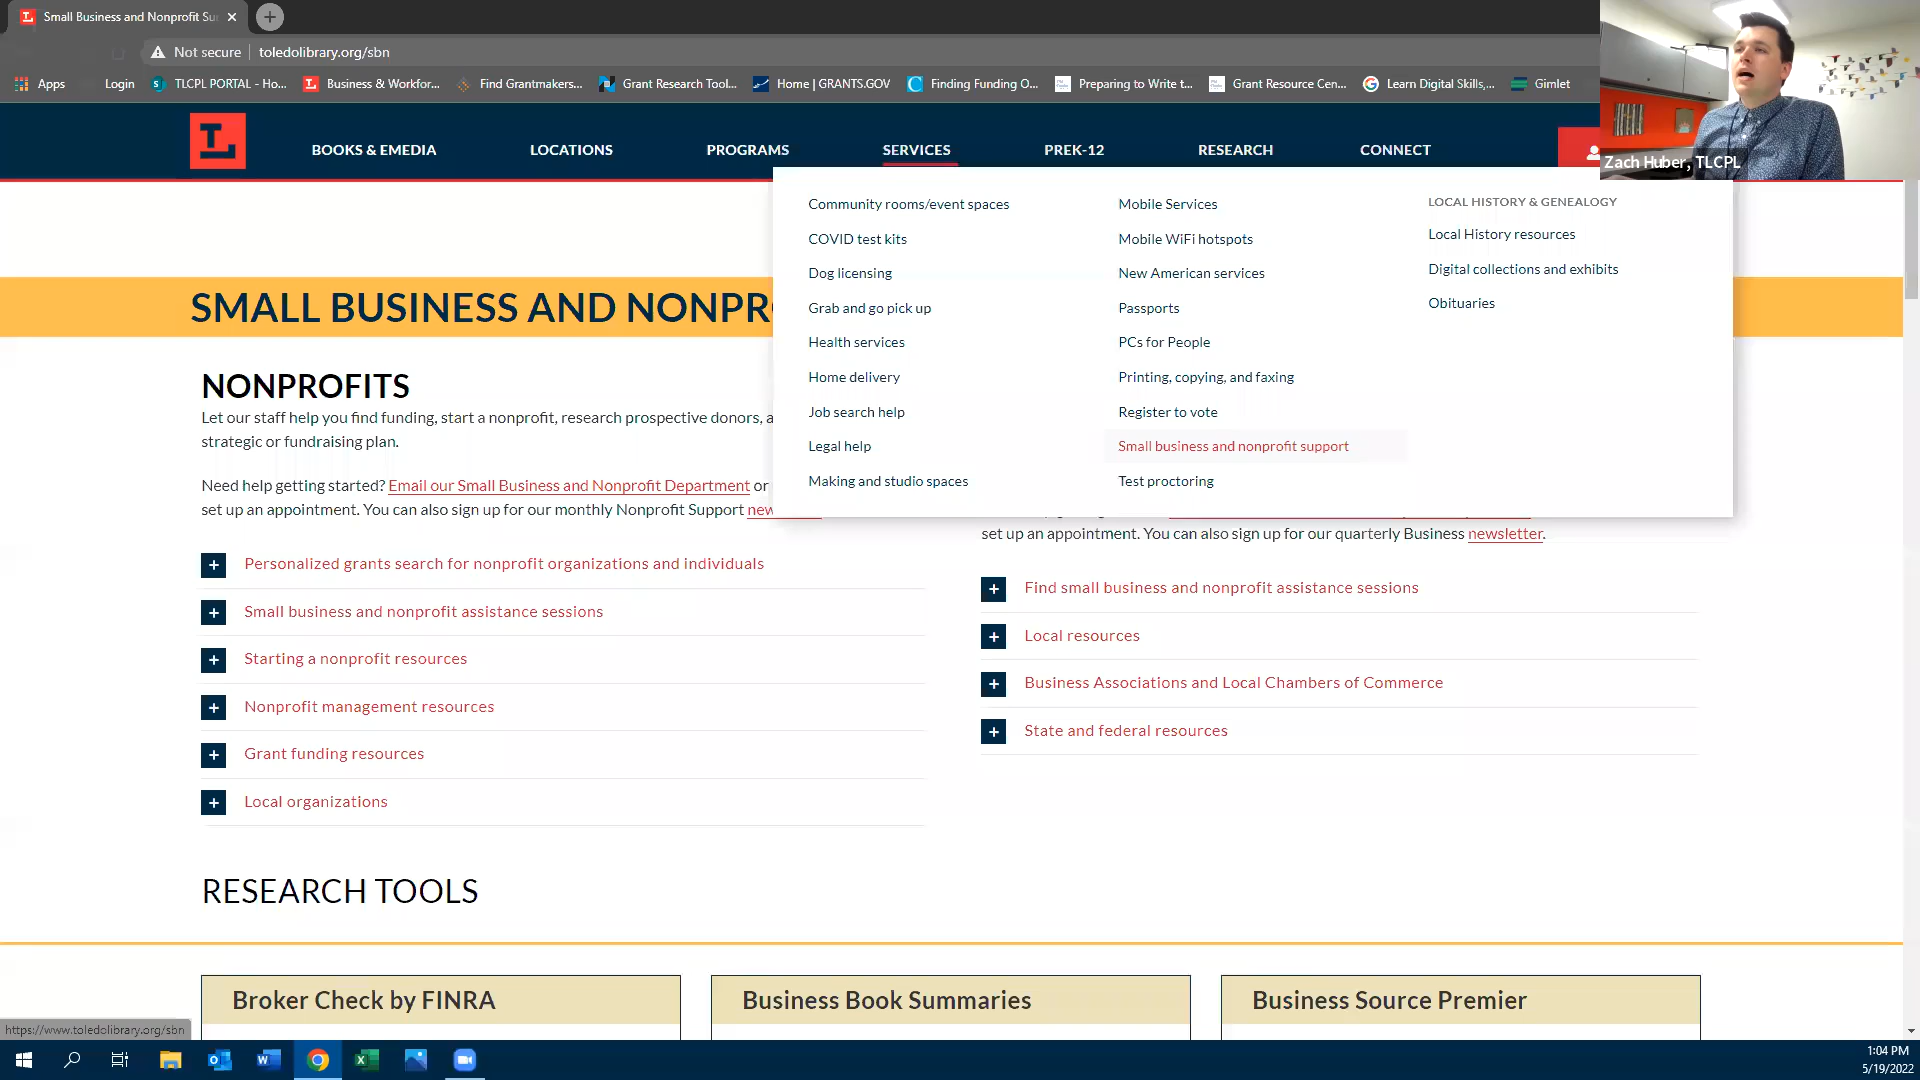 Small Business and Nonprofit Su
Not secure
toledolibrary.org/sbn
Apps
Login
TLCPL PORTAL - Ho...
Business & Workfor...
Find Grantmakers...
Grant Research Tool...
Home | GRANTS.GOV
Finding Funding O...
Preparing to Write t...
Grant Resource Cen...
Learn Digital Skills,...
Gimlet
BOOKS & EMEDIA
LOCATIONS
PROGRAMS
SERVICES
PREK-12
RESEARCH
CONNECT
Zach Huber, TLCPL
Community rooms/event spaces
COVID test kits
Dog licensing
Grab and go pick up
Health services
Home delivery
Job search help
Legal help
Making and studio spaces
Mobile Services
Mobile WiFi hotspots
New American services
Passports
PCs for People
Printing, copying, and faxing
Register to vote
Small business and nonprofit support
Test proctoring
LOCAL HISTORY & GENEALOGY
Local History resources
Digital collections and exhibits
Obituaries
SMALL BUSINESS AND NONPR
NONPROFITS
Let our staff help you find funding, start a nonprofit, research prospective donors, a
strategic or fundraising plan.
Need help getting started? Email our Small Business and Nonprofit Department or
set up an appointment. You can also sign up for our monthly Nonprofit Support new
Personalized grants search for nonprofit organizations and individuals
Small business and nonprofit assistance sessions
Starting a nonprofit resources
Nonprofit management resources
Grant funding resources
Local organizations
set up an appointment. You can also sign up for our quarterly Business newsletter.
Find small business and nonprofit assistance sessions
Local resources
Business Associations and Local Chambers of Commerce
State and federal resources
RESEARCH TOOLS
Broker Check by FINRA
Business Book Summaries
Business Source Premier
https://www.toledolibrary.org/sbn
1:04 PM
5/19/2022